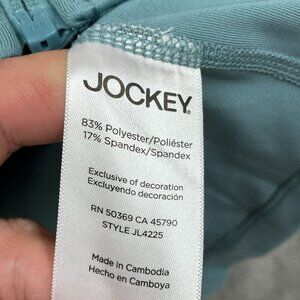 JOCKEY
83% Polyester/Poliéster
17% Spandex/Spandex
Exclusive of decoration
Excluyendo decoración
RN 50369 CA 45790
STYLE JL4225
Made in Cambodia
Hecho en Camboya